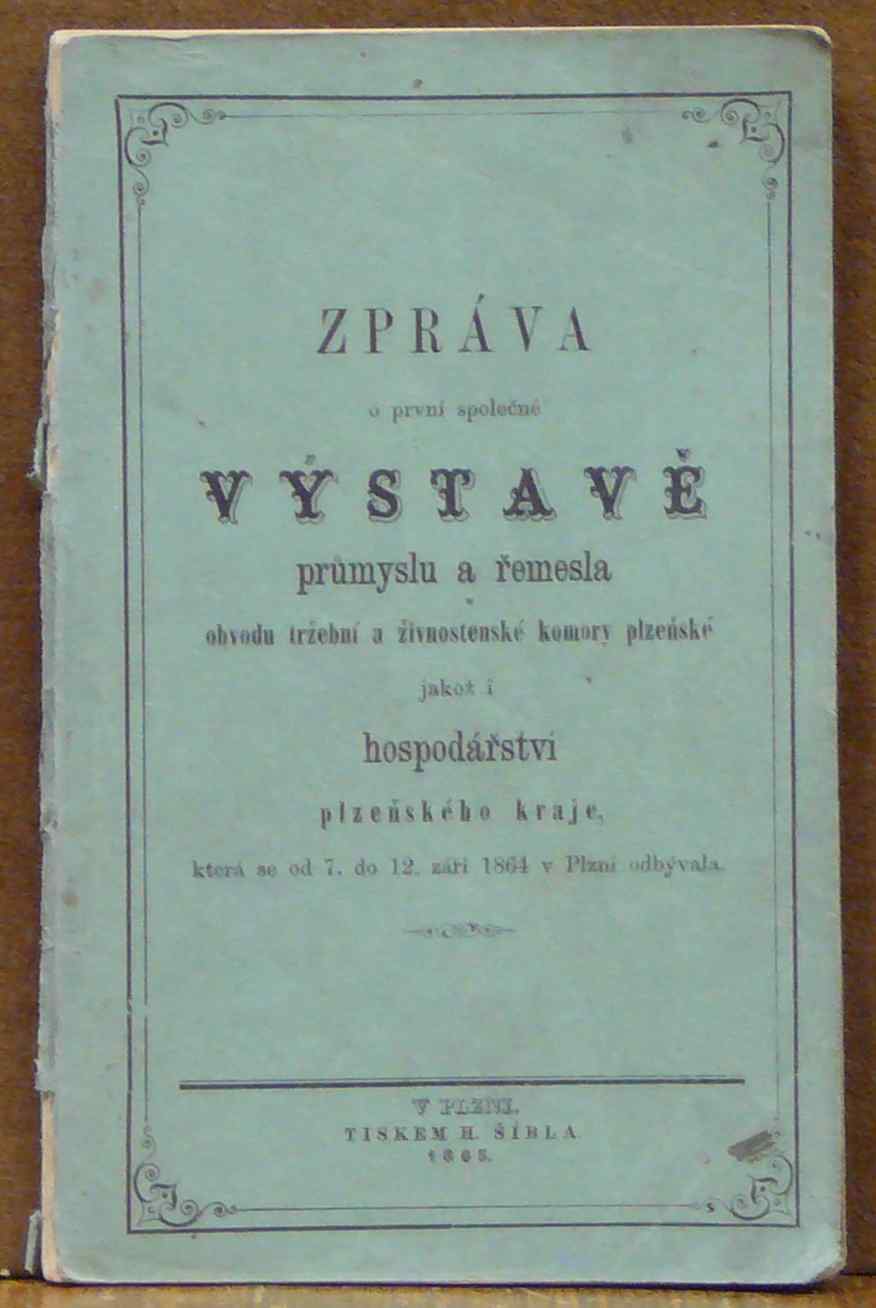 ZPRÁVA
o první společné
VÝSTAVĚ
průmyslu a řemesla
obvodu tržební a živnostenské komory plzeňské
jakož i
hospodářství
plzeňského kraje,
která se od 7. do 12. září 1864 v Plzni odbývala.
V PLZNI.
TISKEM H. ŠÍBLA
1865.
s